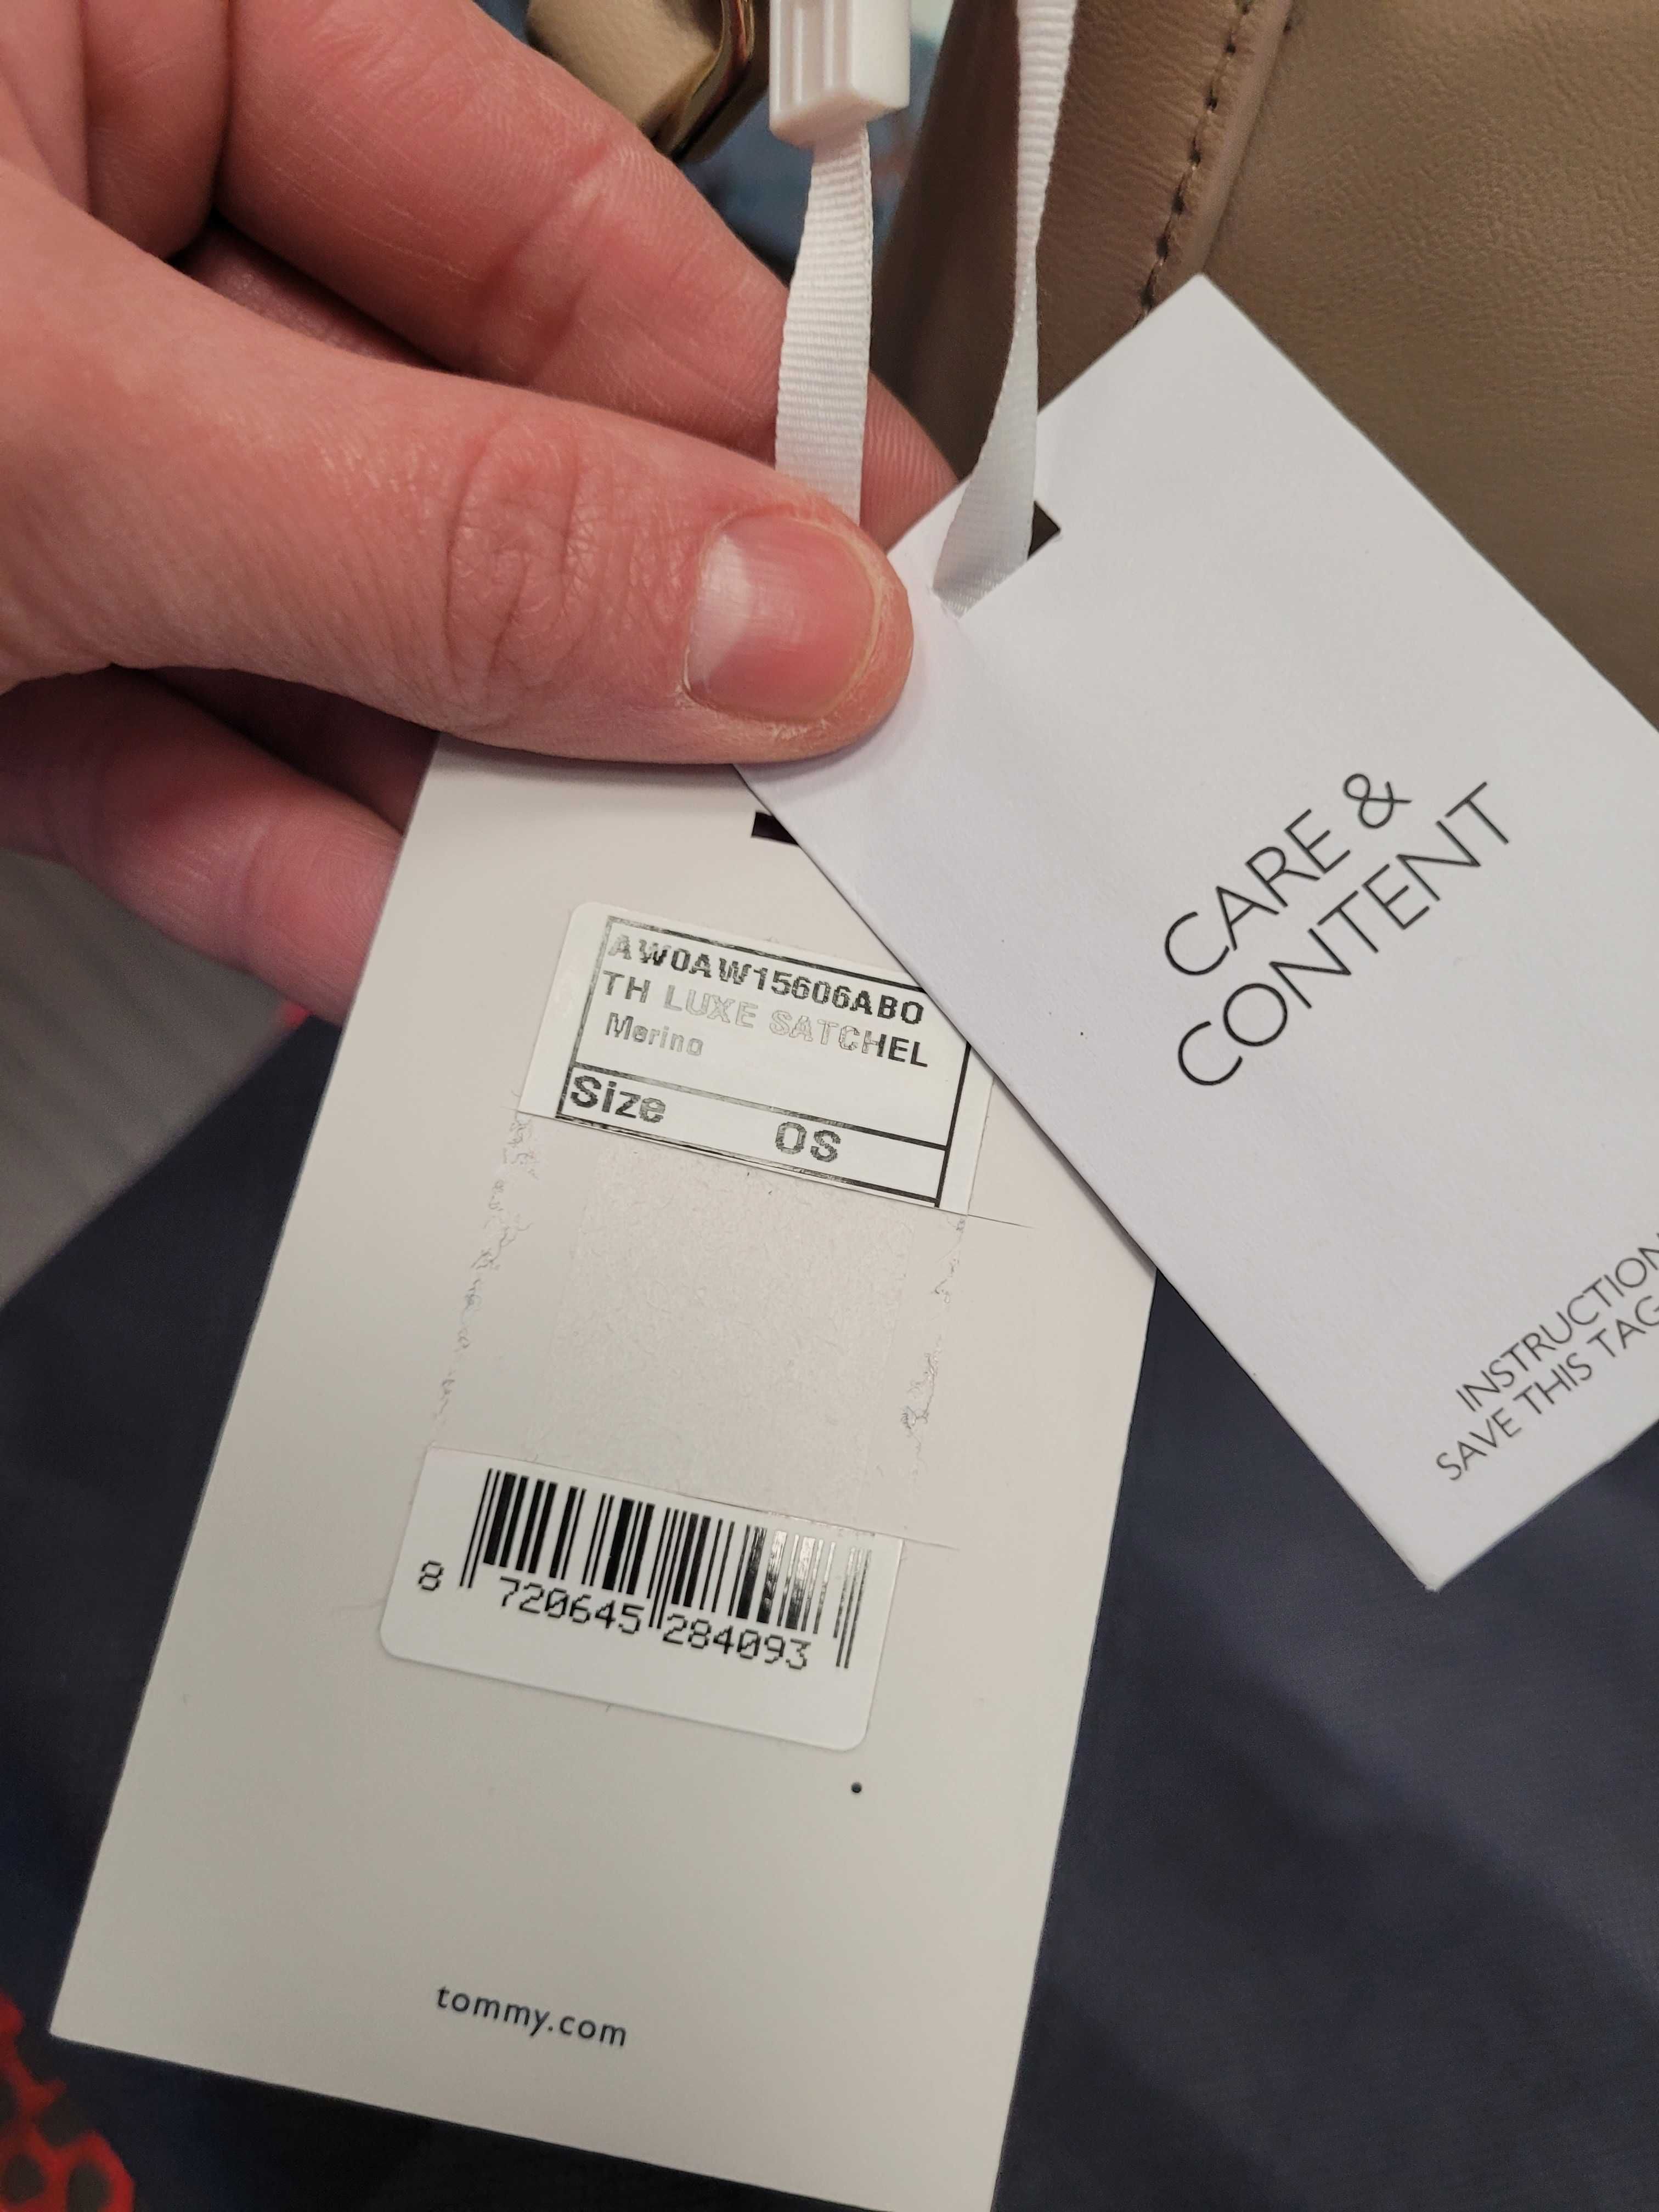 AW0AW15606AB0
TH LUXE SATCHEL
Merino
Size OS
8 720645 284093
tommy.com
CARE &
CONTENT
INSTRUCTION
SAVE THIS TAG